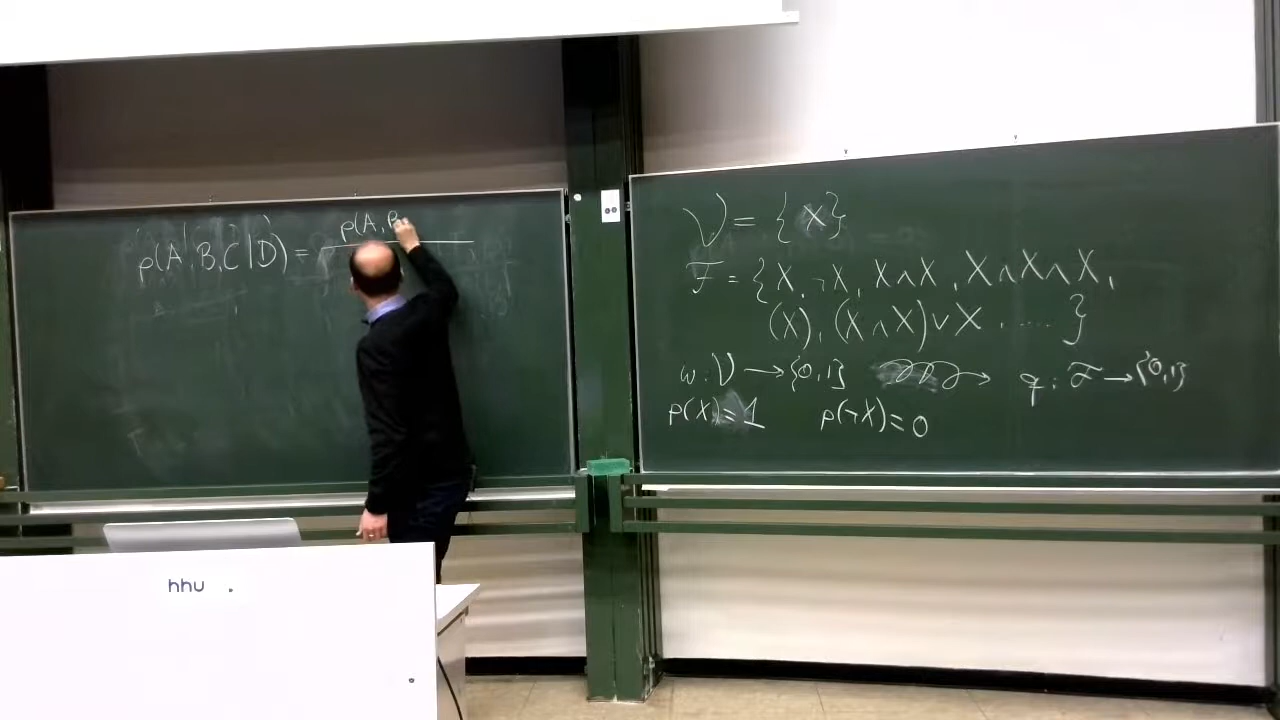 p(A, B, C | D) = p(A, B
𝒱 = { X }
ℱ = { X, ¬X, X∧X, X∧X∧X,
(X), (X∧X)∨X, ..... }
w : 𝒱 → {0,1} → q : ℱ → {0,1}
p(X) = 1 p(¬X) = 0
hhu .